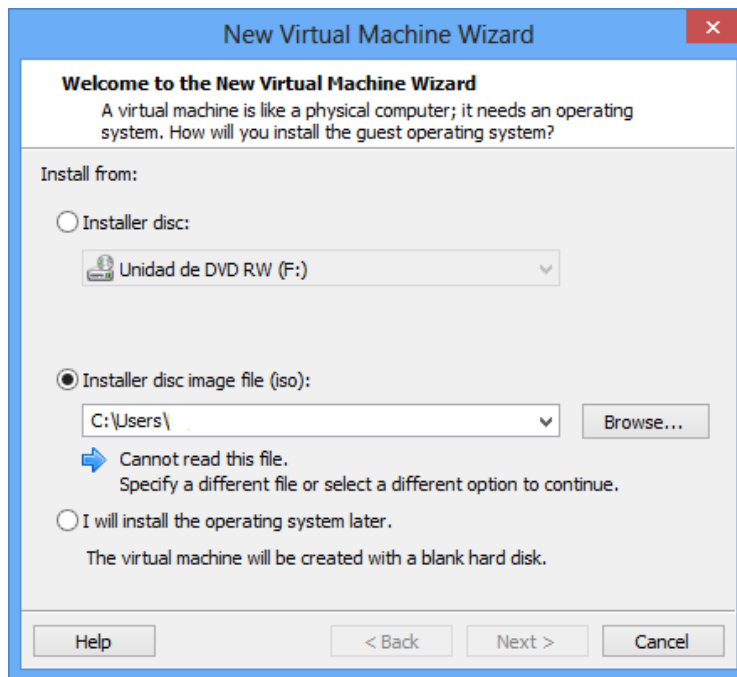 New Virtual Machine Wizard
Welcome to the New Virtual Machine Wizard
A virtual machine is like a physical computer; it needs an operating
system. How will you install the guest operating system?
Install from:
Installer disc:
Unidad de DVD RW (F:)
Installer disc image file (iso):
C:\Users\
Browse...
Cannot read this file.
Specify a different file or select a different option to continue.
I will install the operating system later.
The virtual machine will be created with a blank hard disk.
Help
< Back
Next >
Cancel